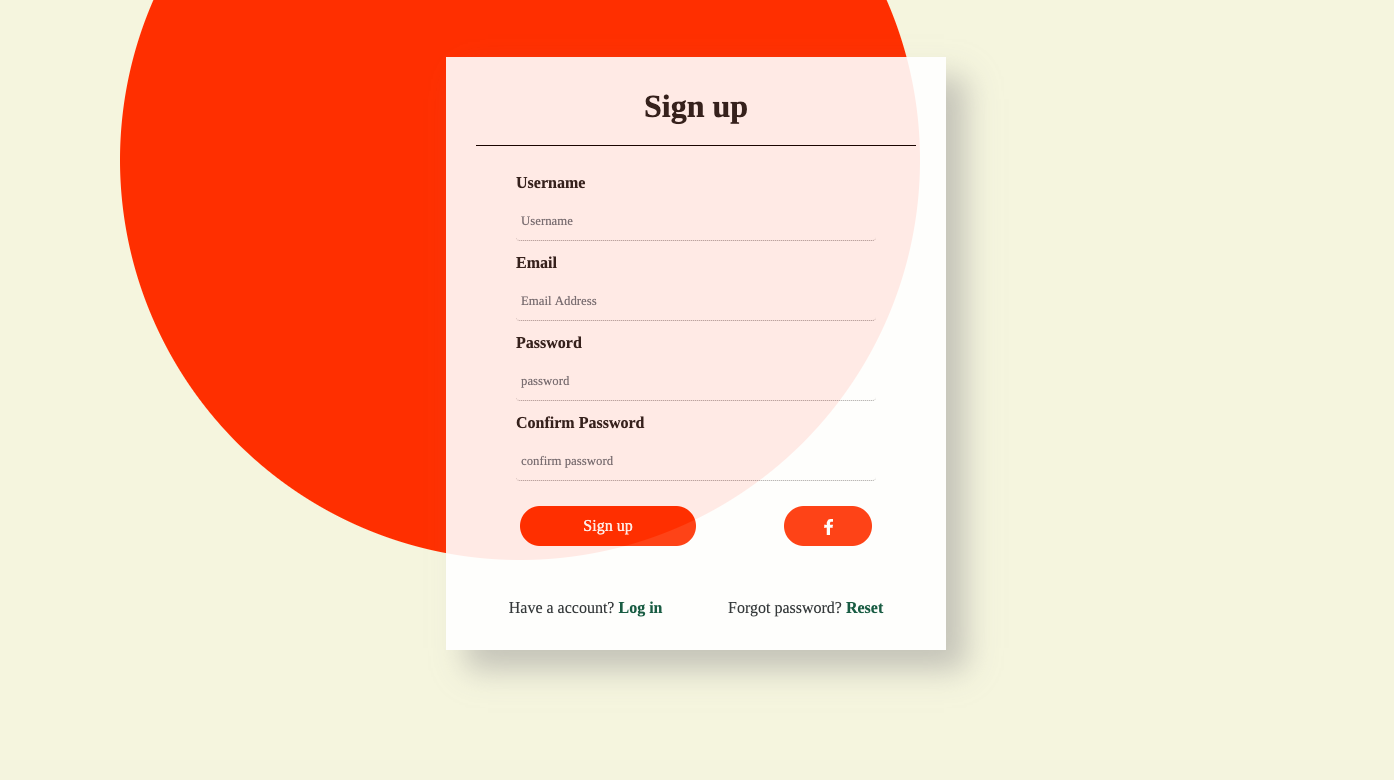 Sign up
Username
Username
Email
Email Address
Password
password
Confirm Password
confirm password
Sign up
Have a account? Log in Forgot password? Reset